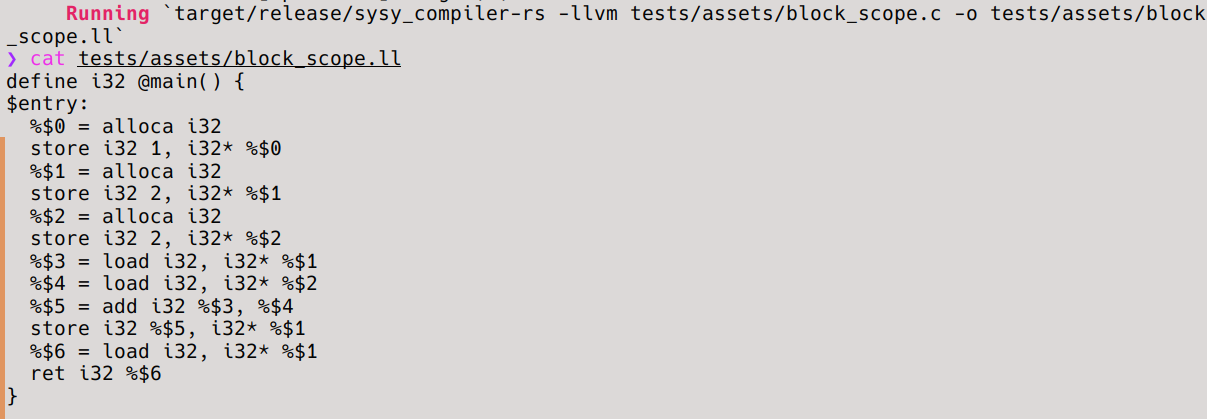 Running `target/release/sysy_compiler-rs -llvm tests/assets/block_scope.c -o tests/assets/block
_scope.ll`
❯ cat tests/assets/block_scope.ll
define i32 @main() {
$entry:
  %$0 = alloca i32
  store i32 1, i32* %$0
  %$1 = alloca i32
  store i32 2, i32* %$1
  %$2 = alloca i32
  store i32 2, i32* %$2
  %$3 = load i32, i32* %$1
  %$4 = load i32, i32* %$2
  %$5 = add i32 %$3, %$4
  store i32 %$5, i32* %$1
  %$6 = load i32, i32* %$1
  ret i32 %$6
}